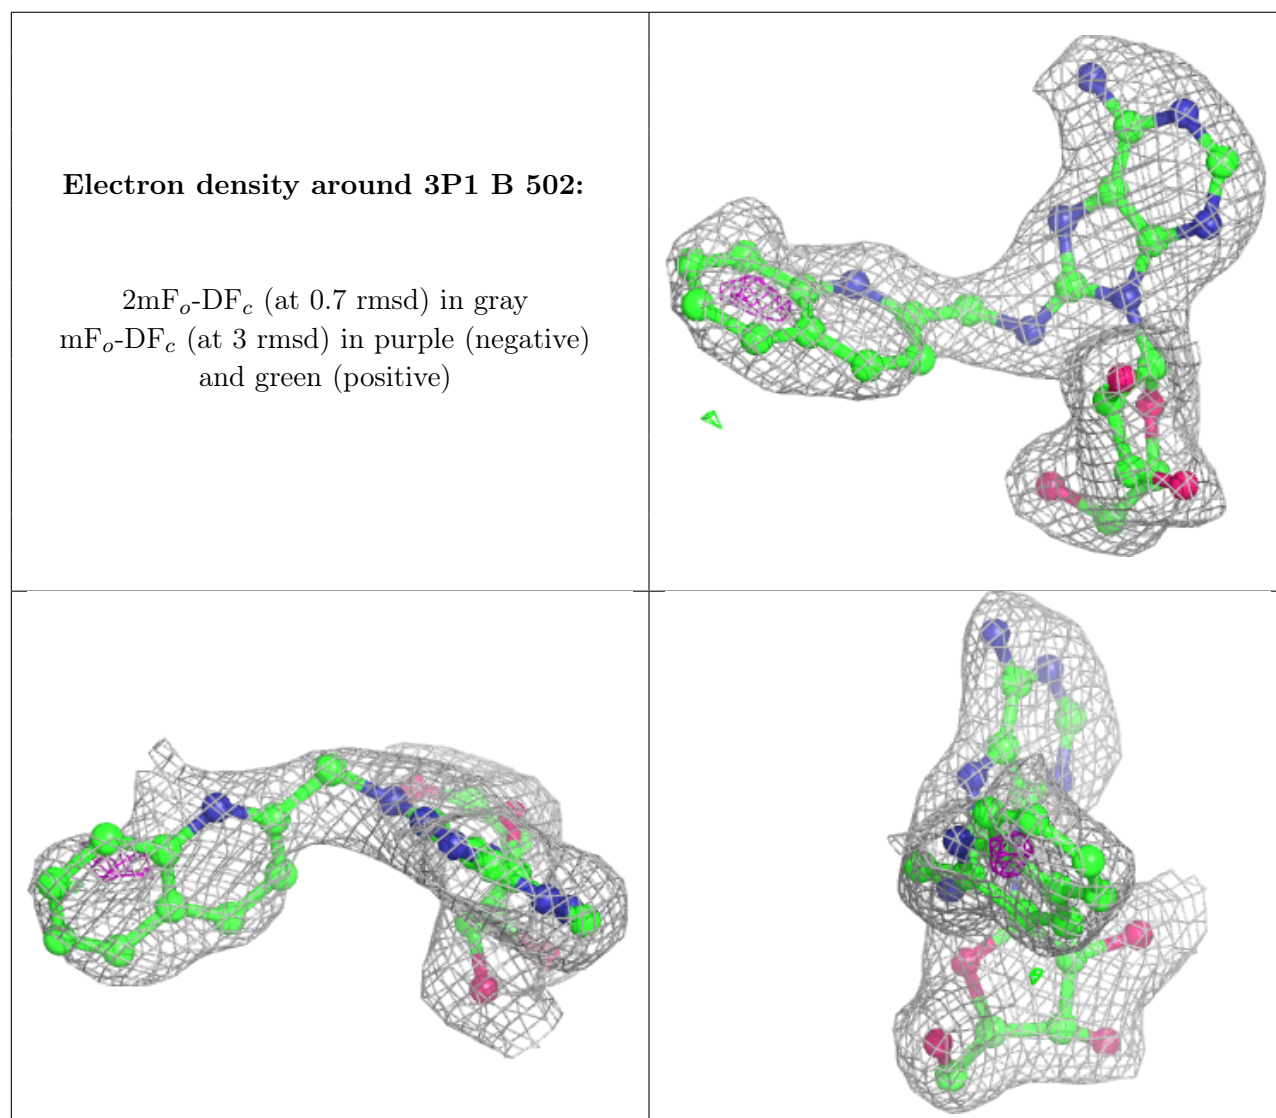 Electron density around 3P1 B 502:
2mFo-DFc (at 0.7 rmsd) in gray
mFo-DFc (at 3 rmsd) in purple (negative)
and green (positive)